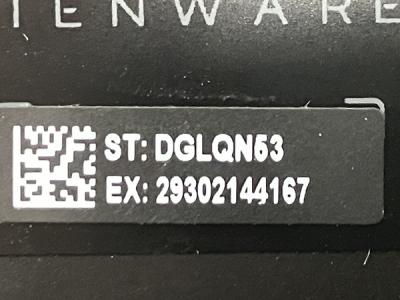 IENWARE
ST: DGLQN53
EX: 29302144167